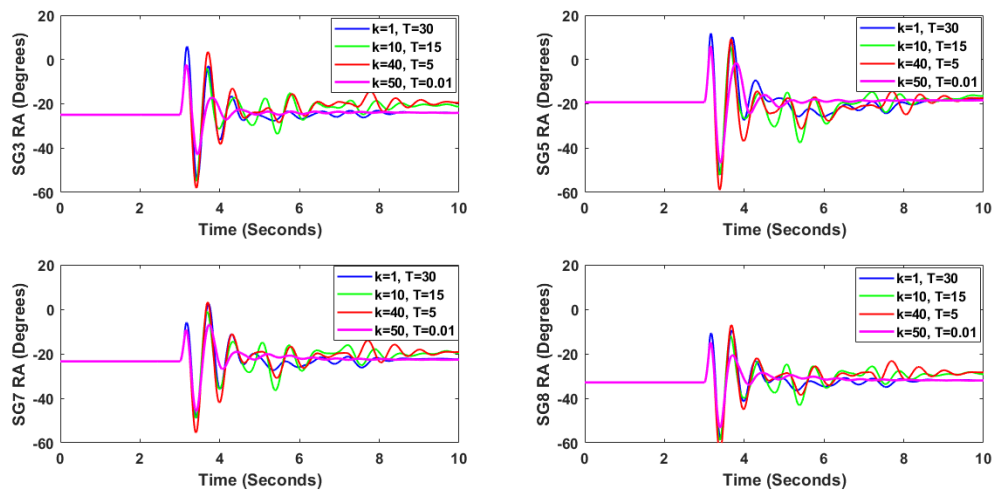 20
0
-20
-40
-60
SG3 RA (Degrees)
0
2
4
6
8
10
Time (Seconds)
k=1, T=30
k=10, T=15
k=40, T=5
k=50, T=0.01
20
0
-20
-40
-60
SG5 RA (Degrees)
0
2
4
6
8
10
Time (Seconds)
k=1, T=30
k=10, T=15
k=40, T=5
k=50, T=0.01
20
0
-20
-40
-60
SG7 RA (Degrees)
0
2
4
6
8
10
Time (Seconds)
k=1, T=30
k=10, T=15
k=40, T=5
k=50, T=0.01
20
0
-20
-40
-60
SG8 RA (Degrees)
0
2
4
6
8
10
Time (Seconds)
k=1, T=30
k=10, T=15
k=40, T=5
k=50, T=0.01